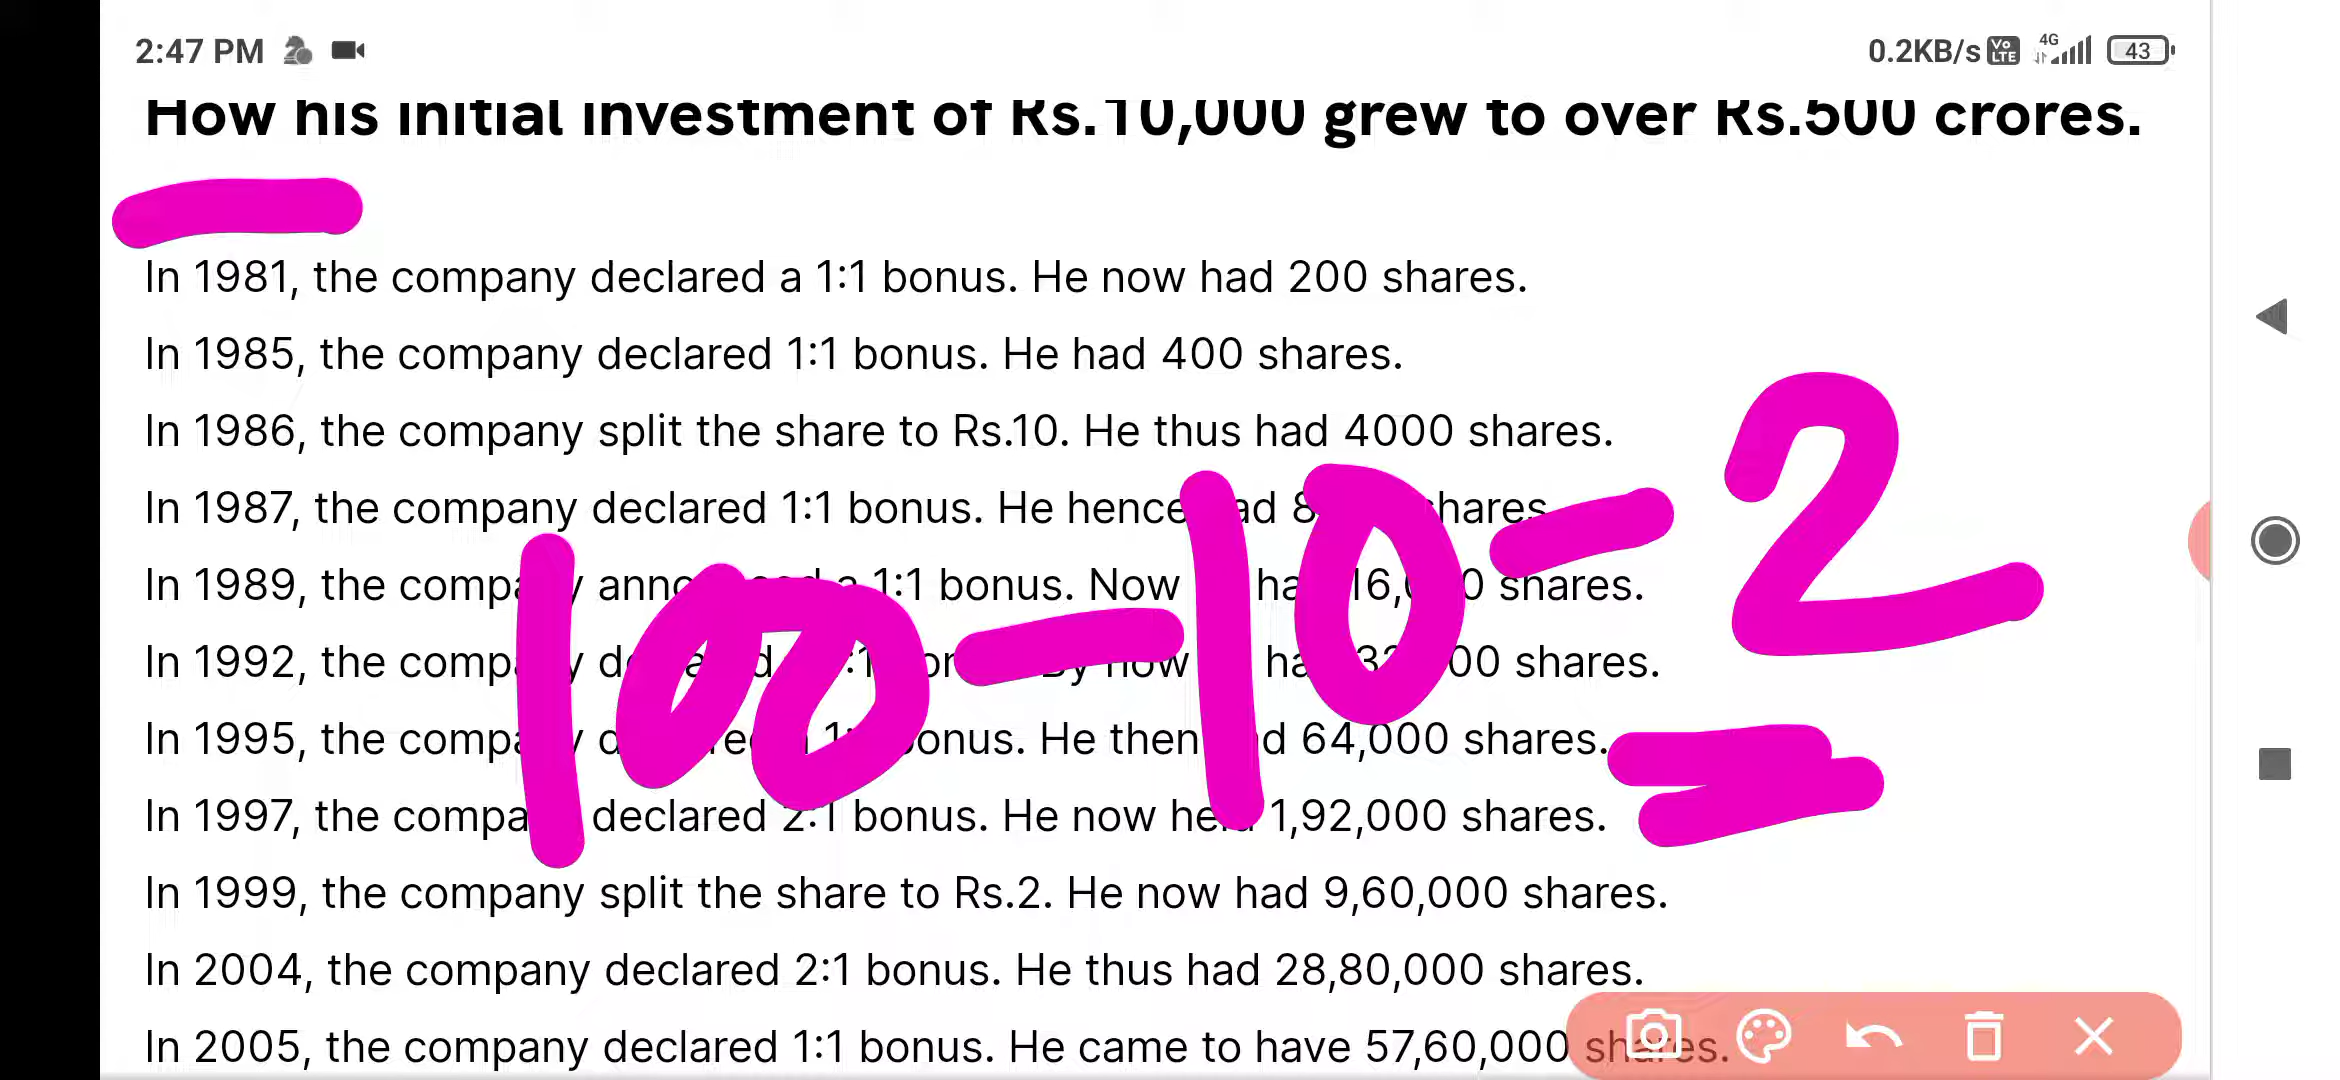 2:47 PM 0.2KB/s Vo LTE 4G 43
How his initial investment of Rs.10,000 grew to over Rs.500 crores.
In 1981, the company declared a 1:1 bonus. He now had 200 shares.
In 1985, the company declared 1:1 bonus. He had 400 shares.
In 1986, the company split the share to Rs.10. He thus had 4000 shares.
In 1987, the company declared 1:1 bonus. He hence
In 1989, the 1:1 bonus. Now shares.
In 1992, the shares.
In 1995, the He then 64,000 shares.
In 1997, the declared 2:1 bonus. He now 1,92,000 shares.
In 1999, the company split the share to Rs.2. He now had 9,60,000 shares.
In 2004, the company declared 2:1 bonus. He thus had 28,80,000 shares.
In 2005, the company declared 1:1 bonus. He came to have 57,60,000 shares.
100-10-2